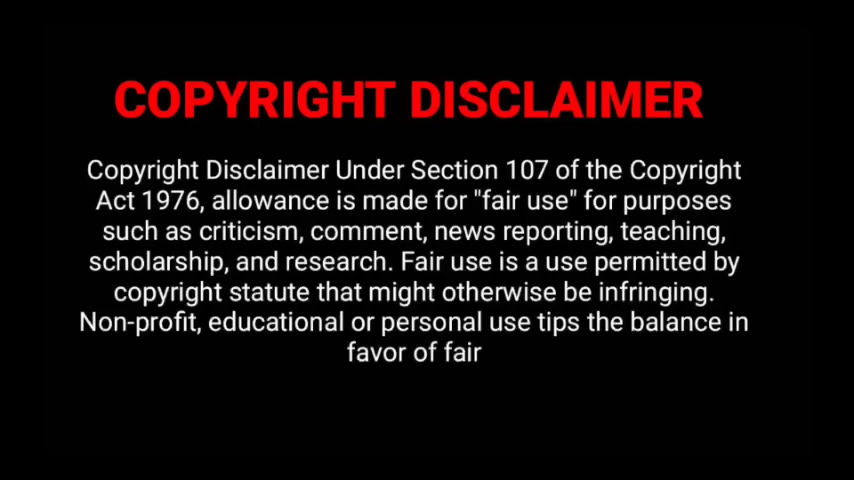 COPYRIGHT DISCLAIMER
Copyright Disclaimer Under Section 107 of the Copyright
Act 1976, allowance is made for "fair use" for purposes
such as criticism, comment, news reporting, teaching,
scholarship, and research. Fair use is a use permitted by
copyright statute that might otherwise be infringing.
Non-profit, educational or personal use tips the balance in
favor of fair